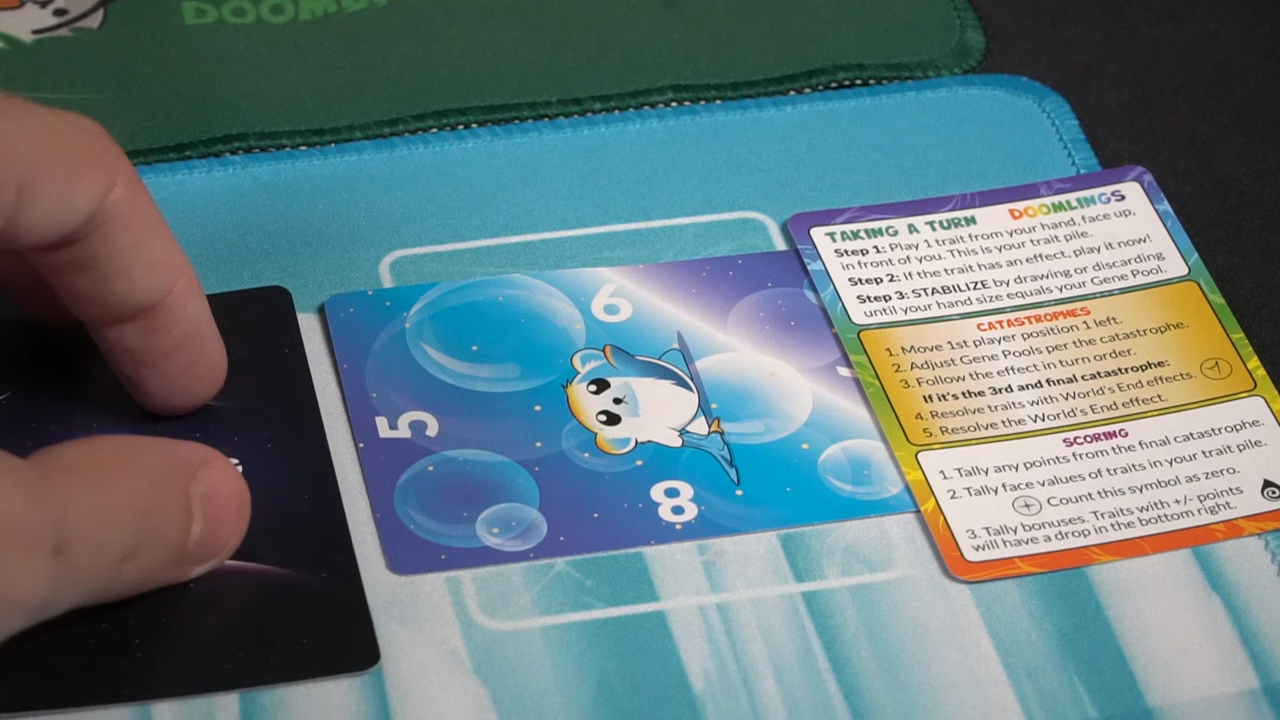 DOOML
6
5
8
TAKING A TURN DOOMLINGS
Step 1: Play 1 trait from your hand, face up,
in front of you. This is your trait pile.
Step 2: If the trait has an effect, play it now!
Step 3: STABILIZE by drawing or discarding
until your hand size equals your Gene Pool.
CATASTROPHES
1. Move 1st player position 1 left.
2. Adjust Gene Pools per the catastrophe.
3. Follow the effect in turn order.
If it's the 3rd and final catastrophe:
4. Resolve traits with World's End effects.
5. Resolve the World's End effect.
SCORING
1. Tally any points from the final catastrophe.
2. Tally face values of traits in your trait pile.
Count this symbol as zero.
3. Tally bonuses. Traits with +/- points
will have a drop in the bottom right.